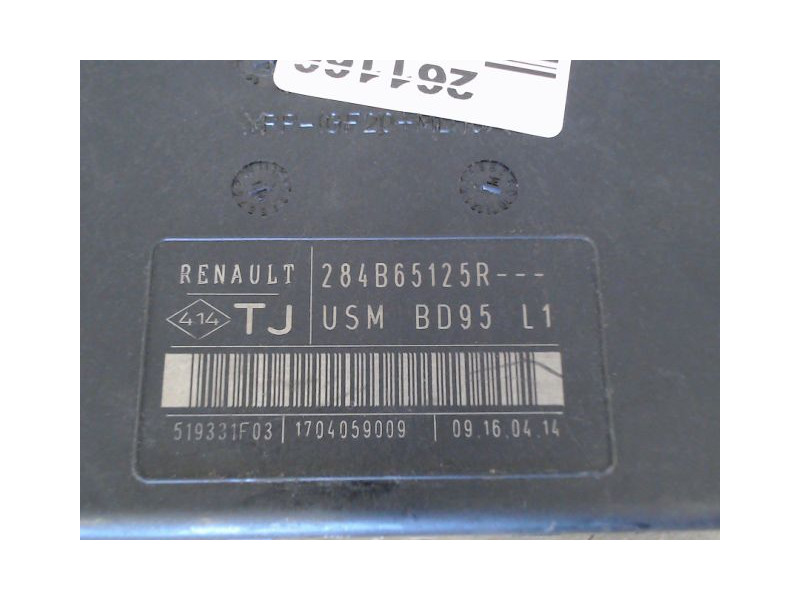 RENAULT 284B65125R---
414 TJ USM BD95 L1
519331F03 1704059009 09.16.04.14